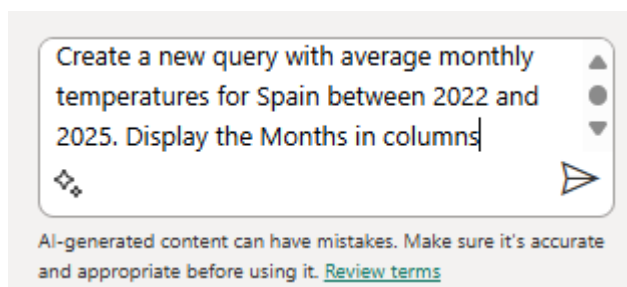 Create a new query with average monthly
temperatures for Spain between 2022 and
2025. Display the Months in columns
AI-generated content can have mistakes. Make sure it's accurate
and appropriate before using it. Review terms